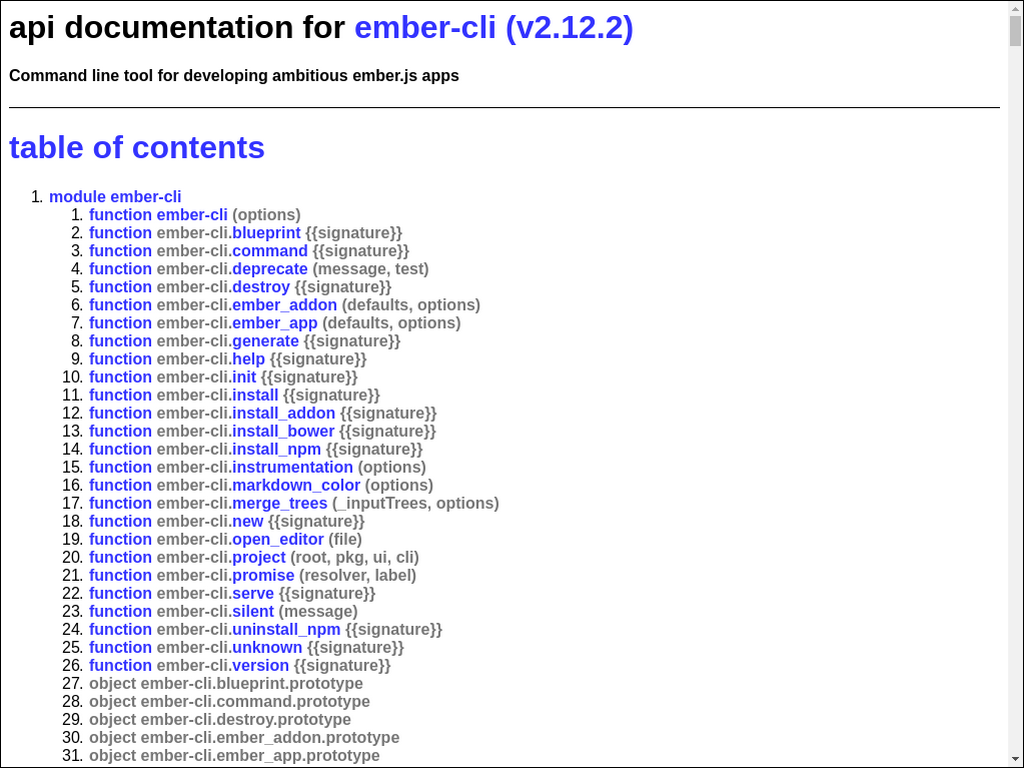 api documentation for ember-cli (v2.12.2)
Command line tool for developing ambitious ember.js apps
table of contents
1. module ember-cli
1. function ember-cli (options)
2. function ember-cli.blueprint {{signature}}
3. function ember-cli.command {{signature}}
4. function ember-cli.deprecate (message, test)
5. function ember-cli.destroy {{signature}}
6. function ember-cli.ember_addon (defaults, options)
7. function ember-cli.ember_app (defaults, options)
8. function ember-cli.generate {{signature}}
9. function ember-cli.help {{signature}}
10. function ember-cli.init {{signature}}
11. function ember-cli.install {{signature}}
12. function ember-cli.install_addon {{signature}}
13. function ember-cli.install_bower {{signature}}
14. function ember-cli.install_npm {{signature}}
15. function ember-cli.instrumentation (options)
16. function ember-cli.markdown_color (options)
17. function ember-cli.merge_trees (_inputTrees, options)
18. function ember-cli.new {{signature}}
19. function ember-cli.open_editor (file)
20. function ember-cli.project (root, pkg, ui, cli)
21. function ember-cli.promise (resolver, label)
22. function ember-cli.serve {{signature}}
23. function ember-cli.silent (message)
24. function ember-cli.uninstall_npm {{signature}}
25. function ember-cli.unknown {{signature}}
26. function ember-cli.version {{signature}}
27. object ember-cli.blueprint.prototype
28. object ember-cli.command.prototype
29. object ember-cli.destroy.prototype
30. object ember-cli.ember_addon.prototype
31. object ember-cli.ember_app.prototype